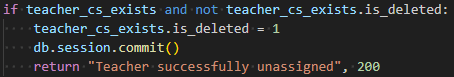 if teacher_cs_exists and not teacher_cs_exists.is_deleted:
    teacher_cs_exists.is_deleted = 1
    db.session.commit()
    return "Teacher successfully unassigned", 200